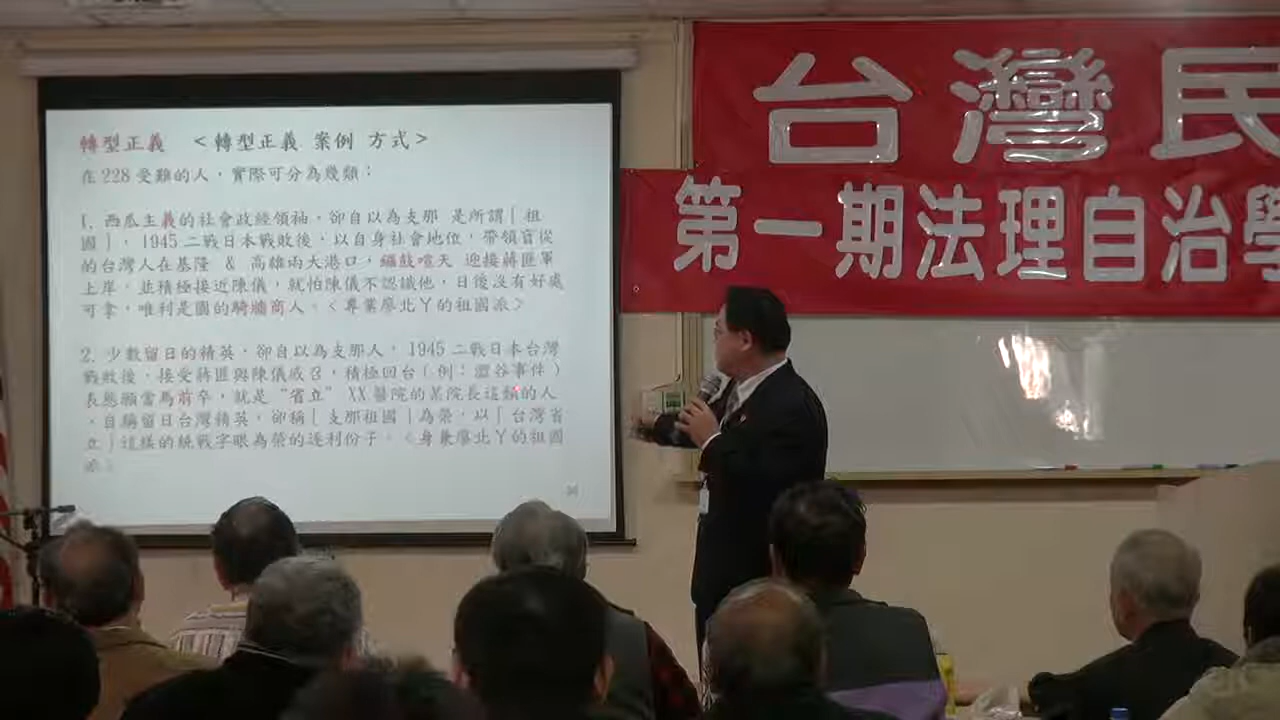 轉型正義 <轉型正義 案例 方式>
在 228 受難的人，實際可分為幾類：
1. 西瓜主義的社會政經領袖，卻自以為支那 是所謂「祖
國」，1945 二戰日本戰敗後，以自身社會地位，帶領盲從
的台灣人在基隆 & 高雄兩大港口，鑼鼓喧天 迎接蔣匪軍
上岸，並積極接近陳儀，就怕陳儀不認識他，日後沒有好處
可拿，唯利是圖的騎牆商人。<專業廖北丫的祖國派>
2. 少數留日的精英，卻自以為支那人，1945 二戰日本台灣
戰敗後，接受蔣匪與陳儀感召，積極回台(例：澀谷事件)
表態願當馬前卒，就是“省立”XX醫院的某院長這類的人
，自稱留日台灣精英，卻稱「支那祖國」為榮，以「台灣省
立」這樣的統戰字眼為榮的逐利份子。<身兼廖北丫的祖國
派>
台灣民
第一期法理自治學